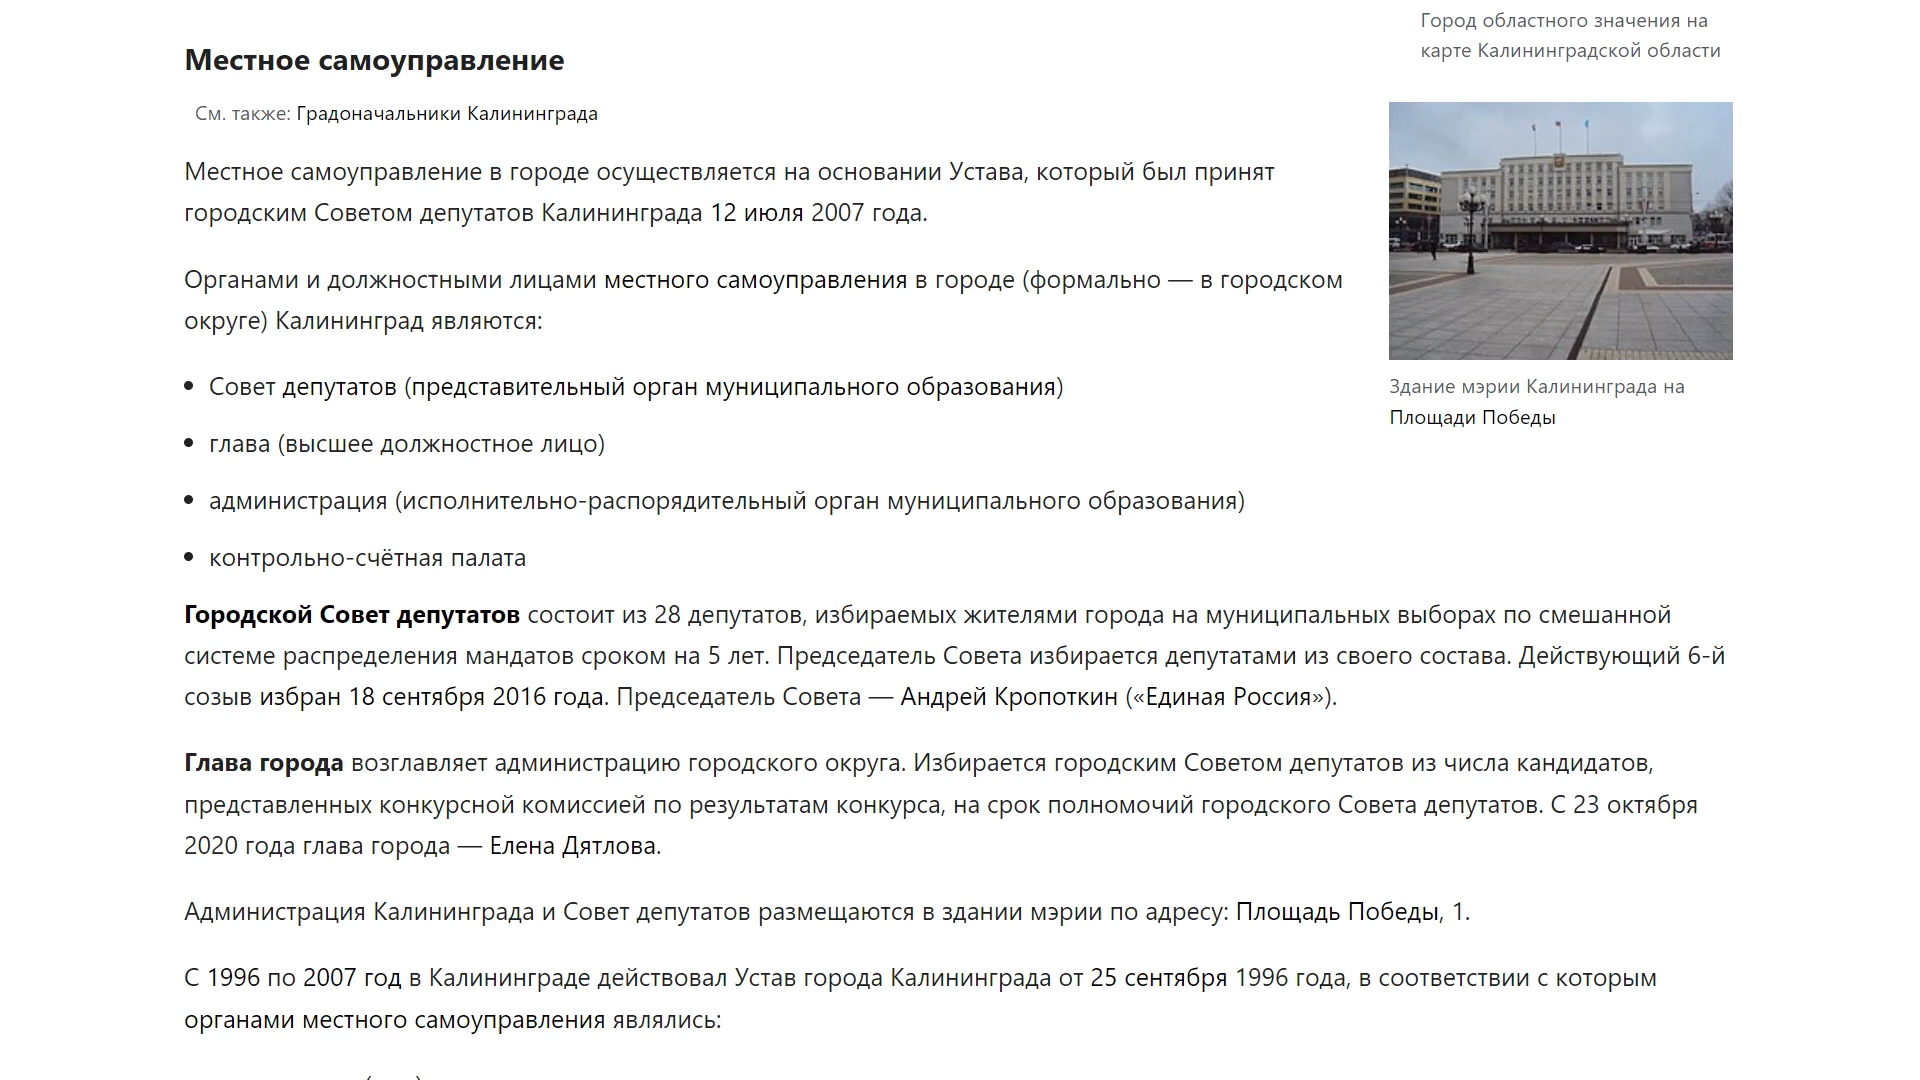 Город областного значения на
карте Калининградской области
Местное самоуправление
См. также: Градоначальники Калининграда
Местное самоуправление в городе осуществляется на основании Устава, который был принят
городским Советом депутатов Калининграда 12 июля 2007 года.
Органами и должностными лицами местного самоуправления в городе (формально — в городском
округе) Калининград являются:
• Совет депутатов (представительный орган муниципального образования)
• глава (высшее должностное лицо)
• администрация (исполнительно-распорядительный орган муниципального образования)
• контрольно-счётная палата
Здание мэрии Калининграда на
Площади Победы
Городской Совет депутатов состоит из 28 депутатов, избираемых жителями города на муниципальных выборах по смешанной
системе распределения мандатов сроком на 5 лет. Председатель Совета избирается депутатами из своего состава. Действующий 6-й
созыв избран 18 сентября 2016 года. Председатель Совета — Андрей Кропоткин («Единая Россия»).
Глава города возглавляет администрацию городского округа. Избирается городским Советом депутатов из числа кандидатов,
представленных конкурсной комиссией по результатам конкурса, на срок полномочий городского Совета депутатов. С 23 октября
2020 года глава города — Елена Дятлова.
Администрация Калининграда и Совет депутатов размещаются в здании мэрии по адресу: Площадь Победы, 1.
С 1996 по 2007 год в Калининграде действовал Устав города Калининграда от 25 сентября 1996 года, в соответствии с которым
органами местного самоуправления являлись: